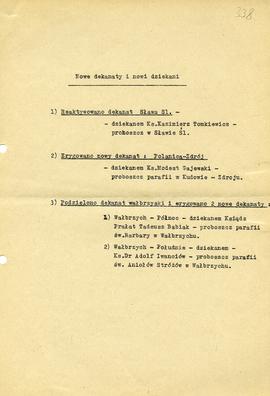 338
Nowe dekanaty i nowi dziekani
1) Reaktywowano dekanat Sława Śl. -
- dziekanem Ks.Kazimierz Tomkiewicz -
proboszcz w Sławie Śl.
2) Erygowano nowy dekanat : Polanica-Zdrój
- dziekanem Ks.Modest Gajewski -
proboszcz parafii w Kudowie - Zdroju.
3) Podzielono dekanat wałbrzyski i erygowano 2 nowe dekanaty :
1) Wałbrzych - Północ - dziekanem Ksiądz
Prałat Tadeusz Babiak - proboszcz parafii
św.Barbary w Wałbrzychu.
2) Wałbrzych - Południe - dziekanem -
Ks.Dr Adolf Iwanciów - proboszcz parafii
św. Aniołów Stróżów w Wałbrzychu.